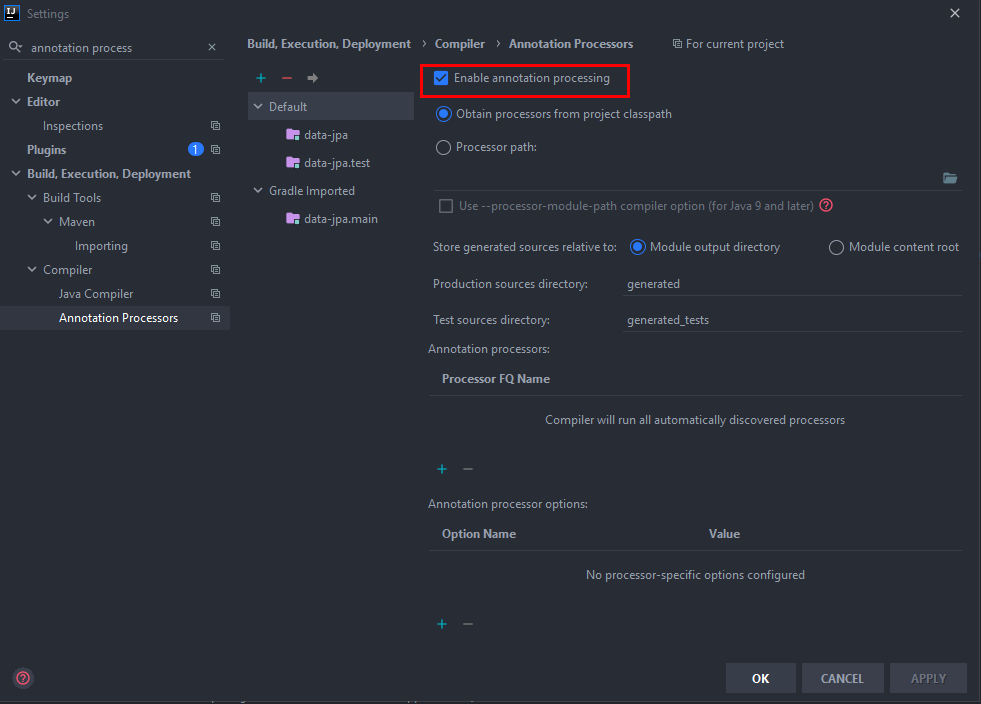 Settings
annotation process
Keymap
Editor
Inspections
Plugins 1
Build, Execution, Deployment
Build Tools
Maven
Importing
Compiler
Java Compiler
Annotation Processors
Build, Execution, Deployment › Compiler › Annotation Processors For current project
Default
data-jpa
data-jpa.test
Gradle Imported
data-jpa.main
Enable annotation processing
Obtain processors from project classpath
Processor path:
Use --processor-module-path compiler option (for Java 9 and later)
Store generated sources relative to: Module output directory Module content root
Production sources directory: generated
Test sources directory: generated_tests
Annotation processors:
Processor FQ Name
Compiler will run all automatically discovered processors
Annotation processor options:
Option Name Value
No processor-specific options configured
OK CANCEL APPLY